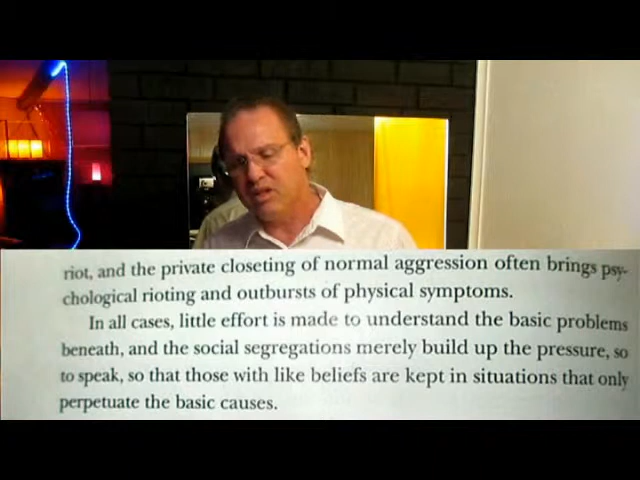 riot, and the private closeting of normal aggression often brings psy-
chological rioting and outbursts of physical symptoms.
In all cases, little effort is made to understand the basic problems
beneath, and the social segregations merely build up the pressure, so
to speak, so that those with like beliefs are kept in situations that only
perpetuate the basic causes.